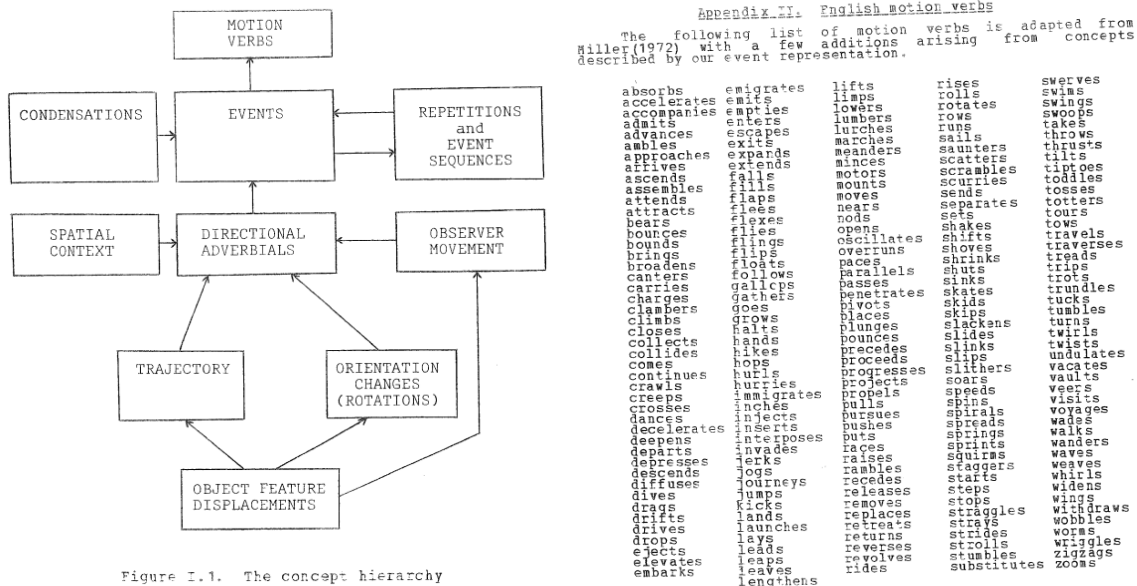 MOTION
VERBS
CONDENSATIONS
EVENTS
REPETITIONS
and
EVENT
SEQUENCES
SPATIAL
CONTEXT
DIRECTIONAL
ADVERBIALS
OBSERVER
MOVEMENT
TRAJECTORY
ORIENTATION
CHANGES
(ROTATIONS)
OBJECT FEATURE
DISPLACEMENTS
Figure I.1. The concept hierarchy
Appendix II. English motion verbs
The following list of motion verbs is adapted from
Miller(1972) with a few additions arising from concepts
described by our event representation.
absorbs
accelerates
accompanies
admits
advances
ambles
approaches
arrives
ascends
assembles
attends
attracts
bears
bounces
bounds
brings
broadens
canters
carries
charges
clambers
climbs
closes
collects
collides
comes
continues
crawls
creeps
crosses
dances
decelerates
deepens
departs
depresses
descends
diffuses
dives
drags
drifts
drives
drops
ejects
elevates
embarks
emigrates
emits
empties
enters
escapes
exits
expands
extends
falls
fills
flaps
flees
flexes
flies
flings
flips
floats
follows
gallops
gathers
goes
grows
halts
hands
hikes
hops
hurls
hurries
immigrates
inches
injects
inserts
interposes
invades
jerks
jogs
journeys
jumps
kicks
lands
launches
lays
leads
leaps
leaves
lengthens
lifts
limps
lowers
lumbers
lurches
marches
meanders
minces
motors
mounts
moves
nears
nods
opens
oscillates
overruns
paces
parallels
passes
penetrates
pivots
places
plunges
pounces
precedes
proceeds
progresses
projects
propels
pulls
pursues
pushes
puts
races
raises
rambles
recedes
releases
removes
replaces
retreats
returns
reverses
revolves
rides
rises
rolls
rotates
rows
runs
sails
saunters
scatters
scrambles
scurries
sends
separates
sets
shakes
shifts
shoves
shrinks
shuts
sinks
skates
skids
skips
slackens
slides
slinks
slips
slithers
soars
speeds
spins
spirals
spreads
springs
sprints
squirms
staggers
starts
steps
stops
straggles
strays
strides
strolls
stumbles
substitutes
swerves
swims
swings
swoops
takes
throws
thrusts
tilts
tiptoes
toddles
tosses
totters
tours
tows
travels
traverses
treads
trips
trots
trundles
tucks
tumbles
turns
twirls
twists
undulates
vacates
vaults
veers
visits
voyages
wades
walks
wanders
waves
weaves
whirls
widens
wings
withdraws
wobbles
worms
wriggles
zigzags
zooms